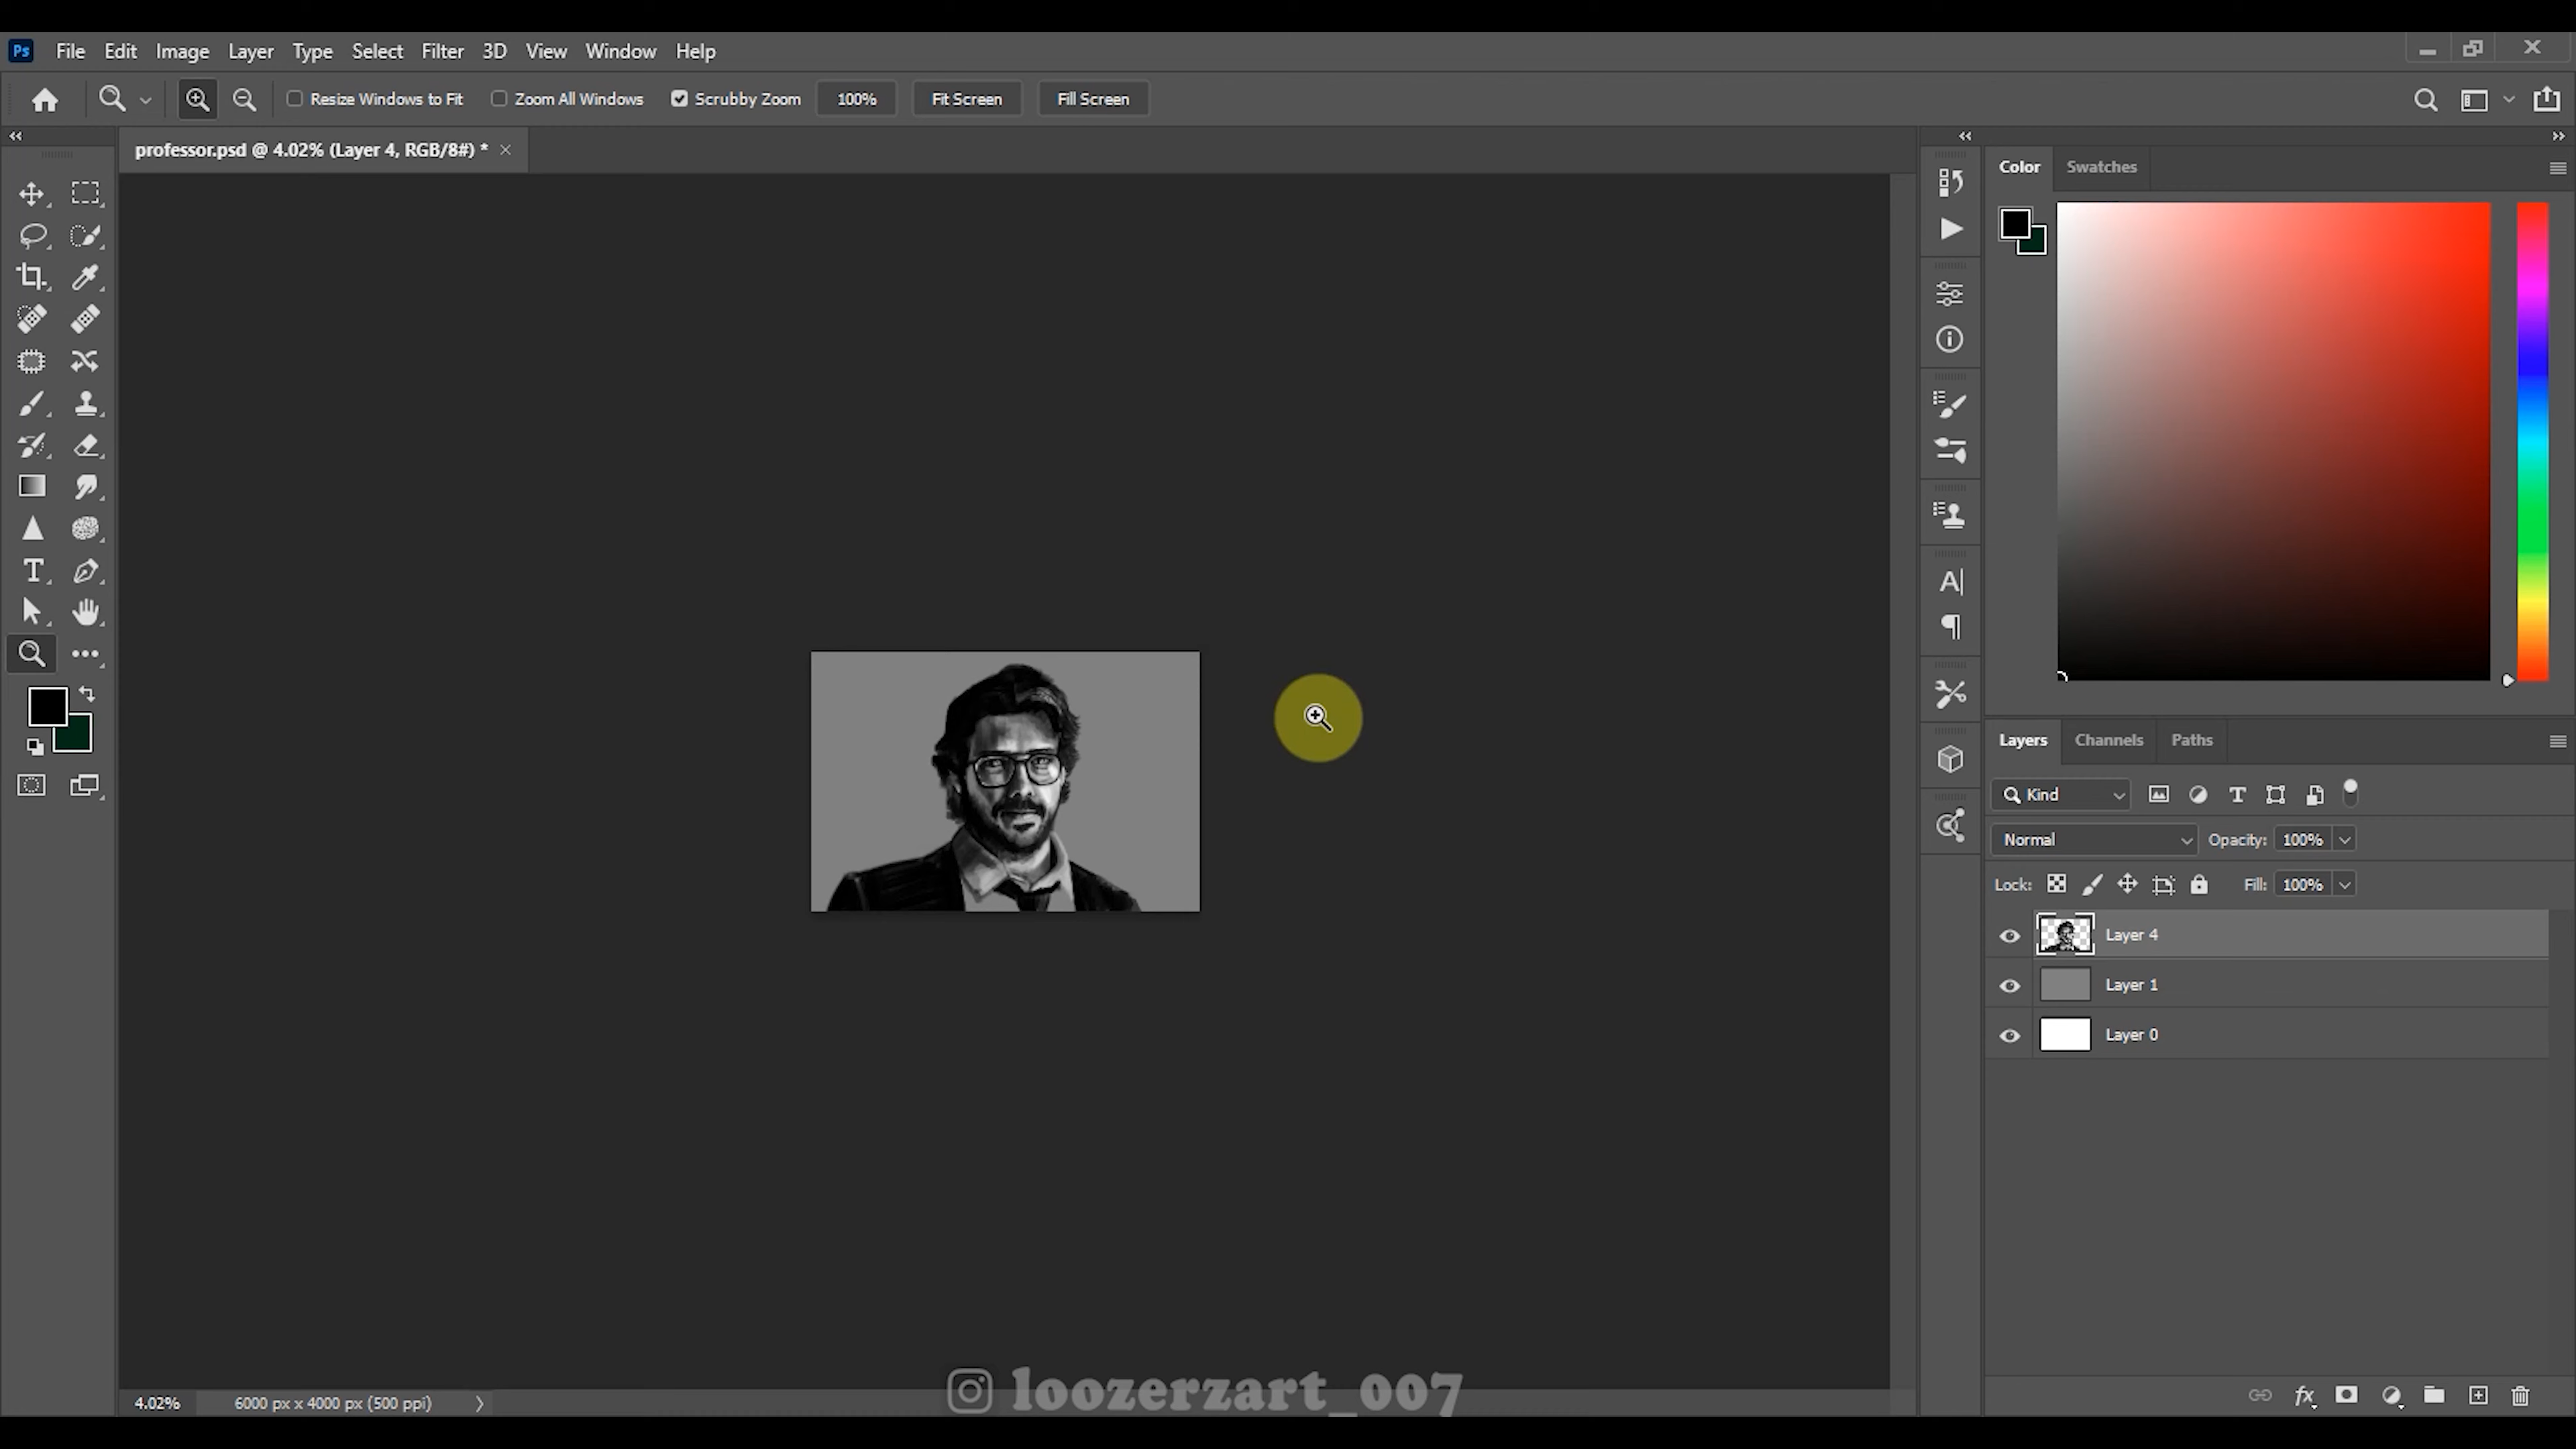 Ps File Edit Image Layer Type Select Filter 3D View Window Help
Resize Windows to Fit Zoom All Windows Scrubby Zoom 100% Fit Screen Fill Screen
professor.psd @ 4.02% (Layer 4, RGB/8#) *
Color Swatches
Layers Channels Paths
Kind
Normal Opacity: 100%
Lock: Fill: 100%
Layer 4
Layer 1
Layer 0
4.02% 6000 px x 4000 px (500 ppi)
loozerzart_007